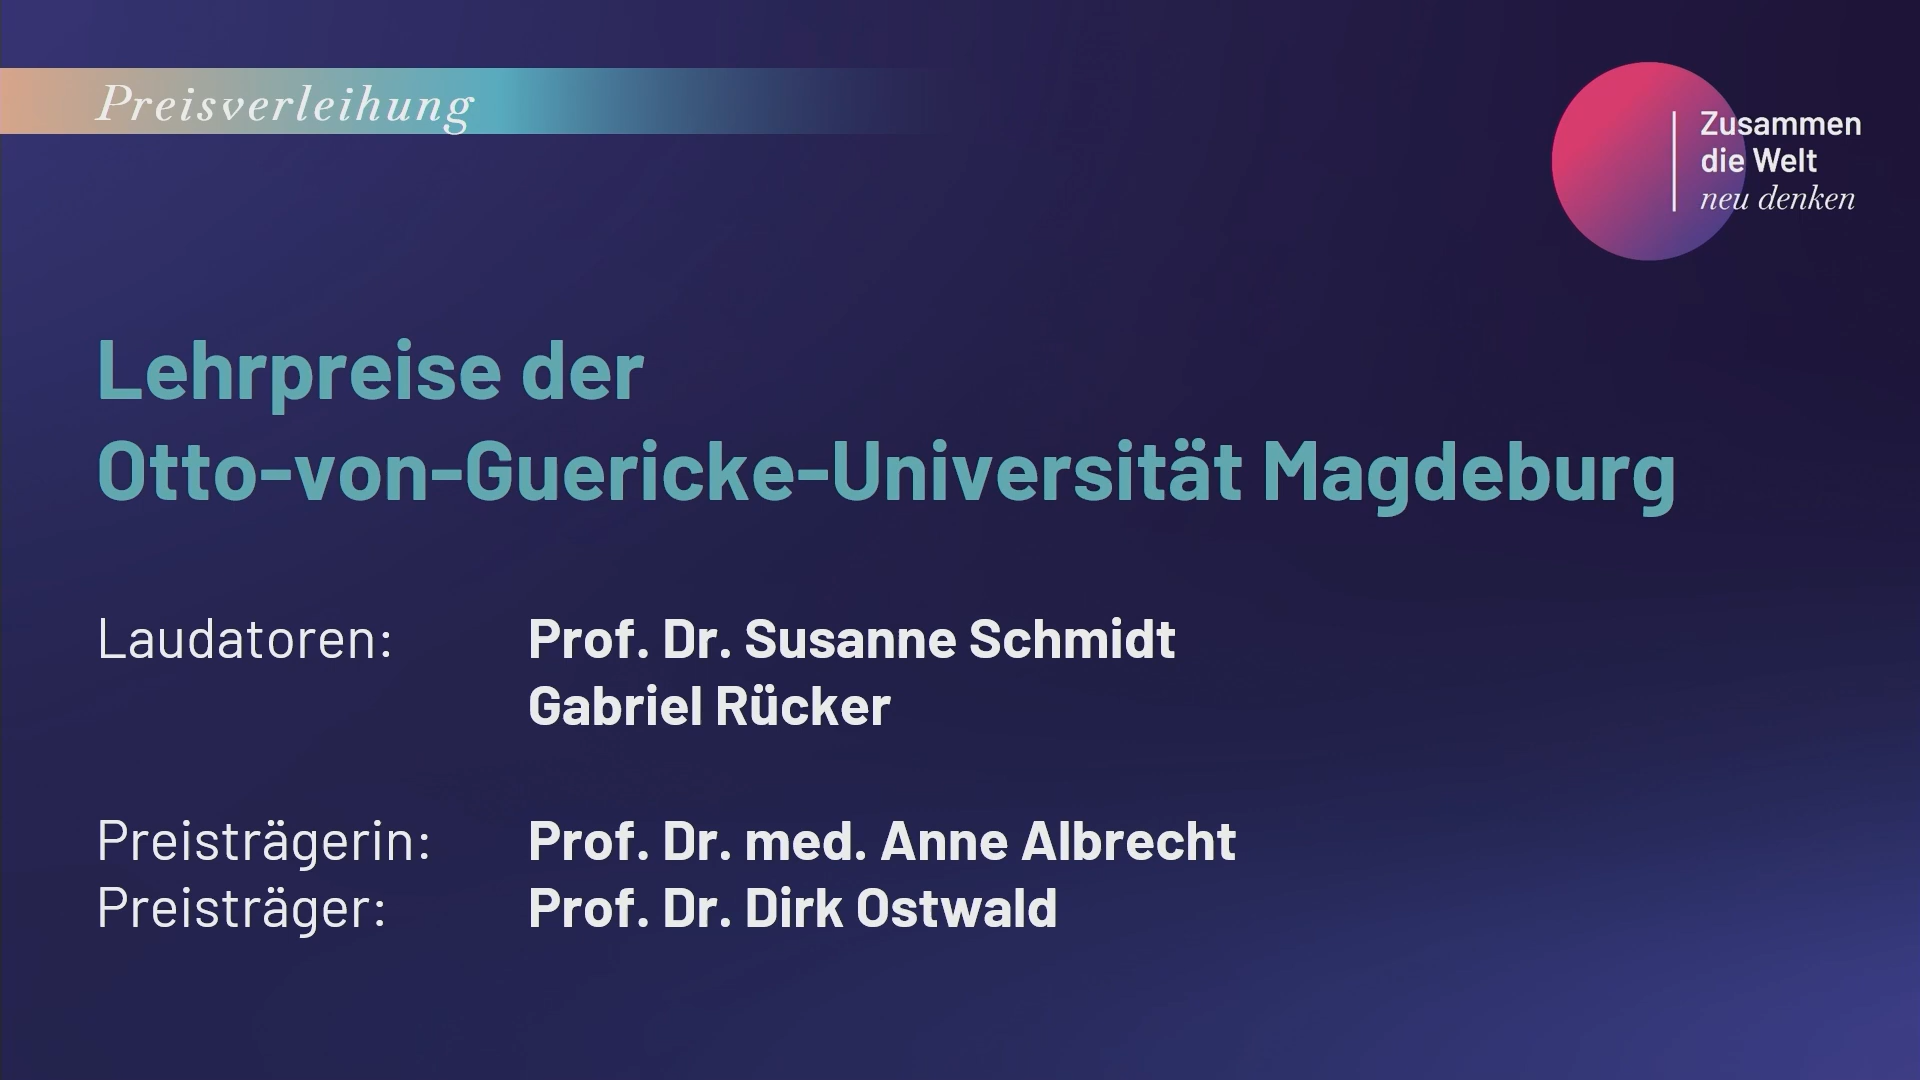 Preisverleihung
Zusammen
die Welt
neu denken
Lehrpreise der
Otto-von-Guericke-Universität Magdeburg
Laudatoren: Prof. Dr. Susanne Schmidt
Gabriel Rücker
Preisträgerin: Prof. Dr. med. Anne Albrecht
Preisträger: Prof. Dr. Dirk Ostwald